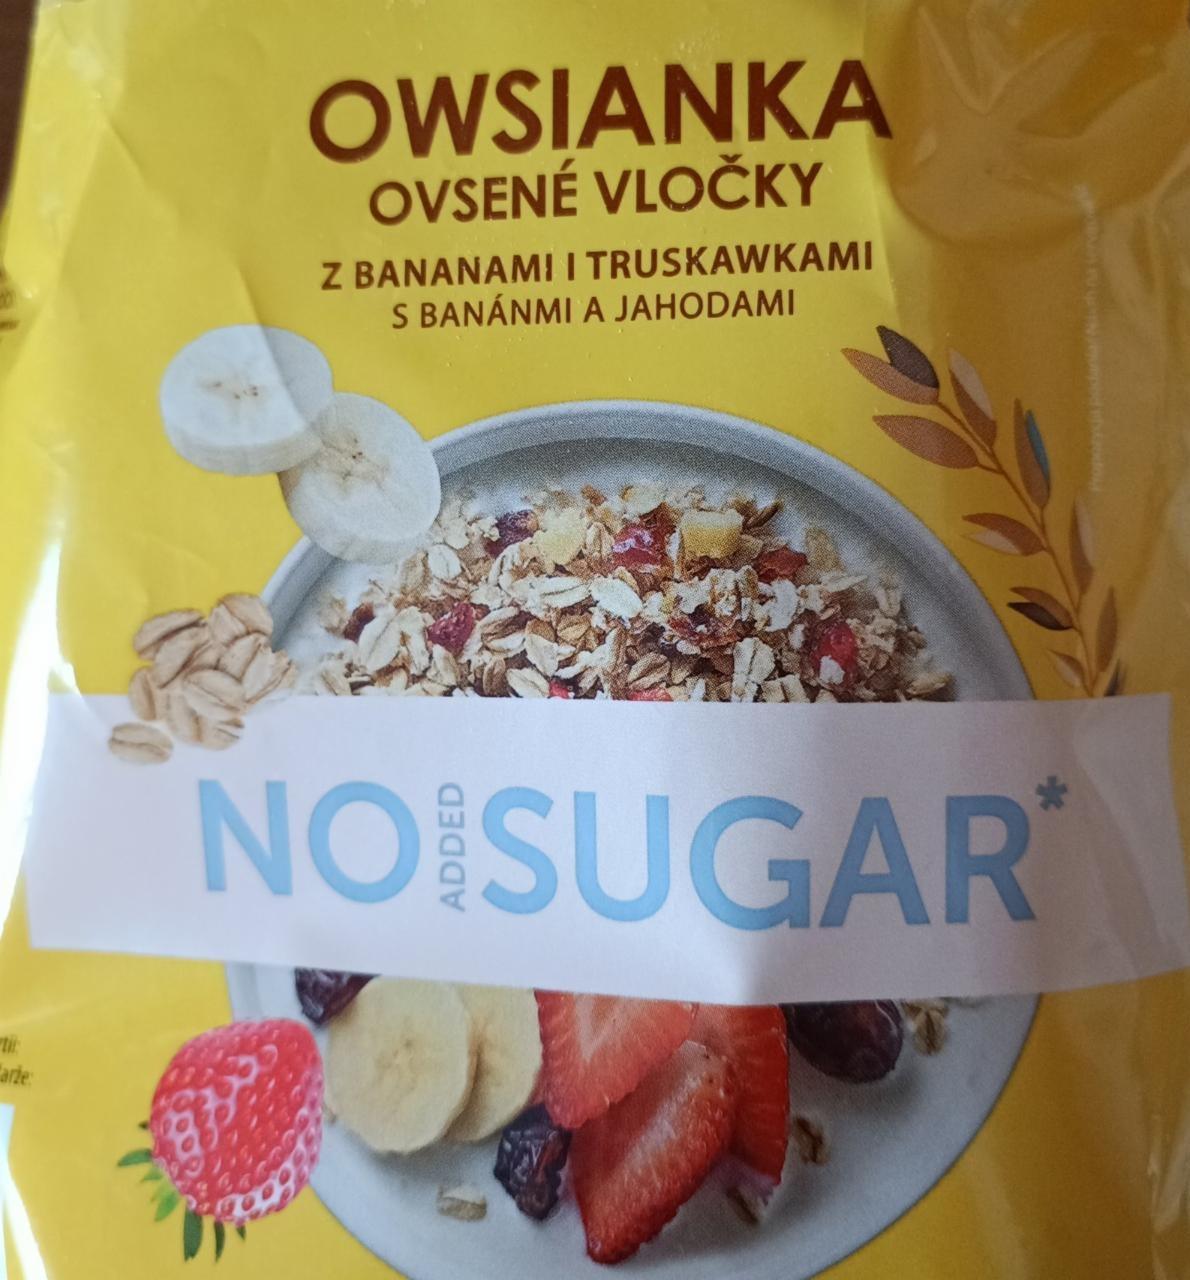 OWSIANKA
OVSENÉ VLOČKY
Z BANANAMI I TRUSKAWKAMI
S BANÁNMI A JAHODAMI
NO ADDED SUGAR*